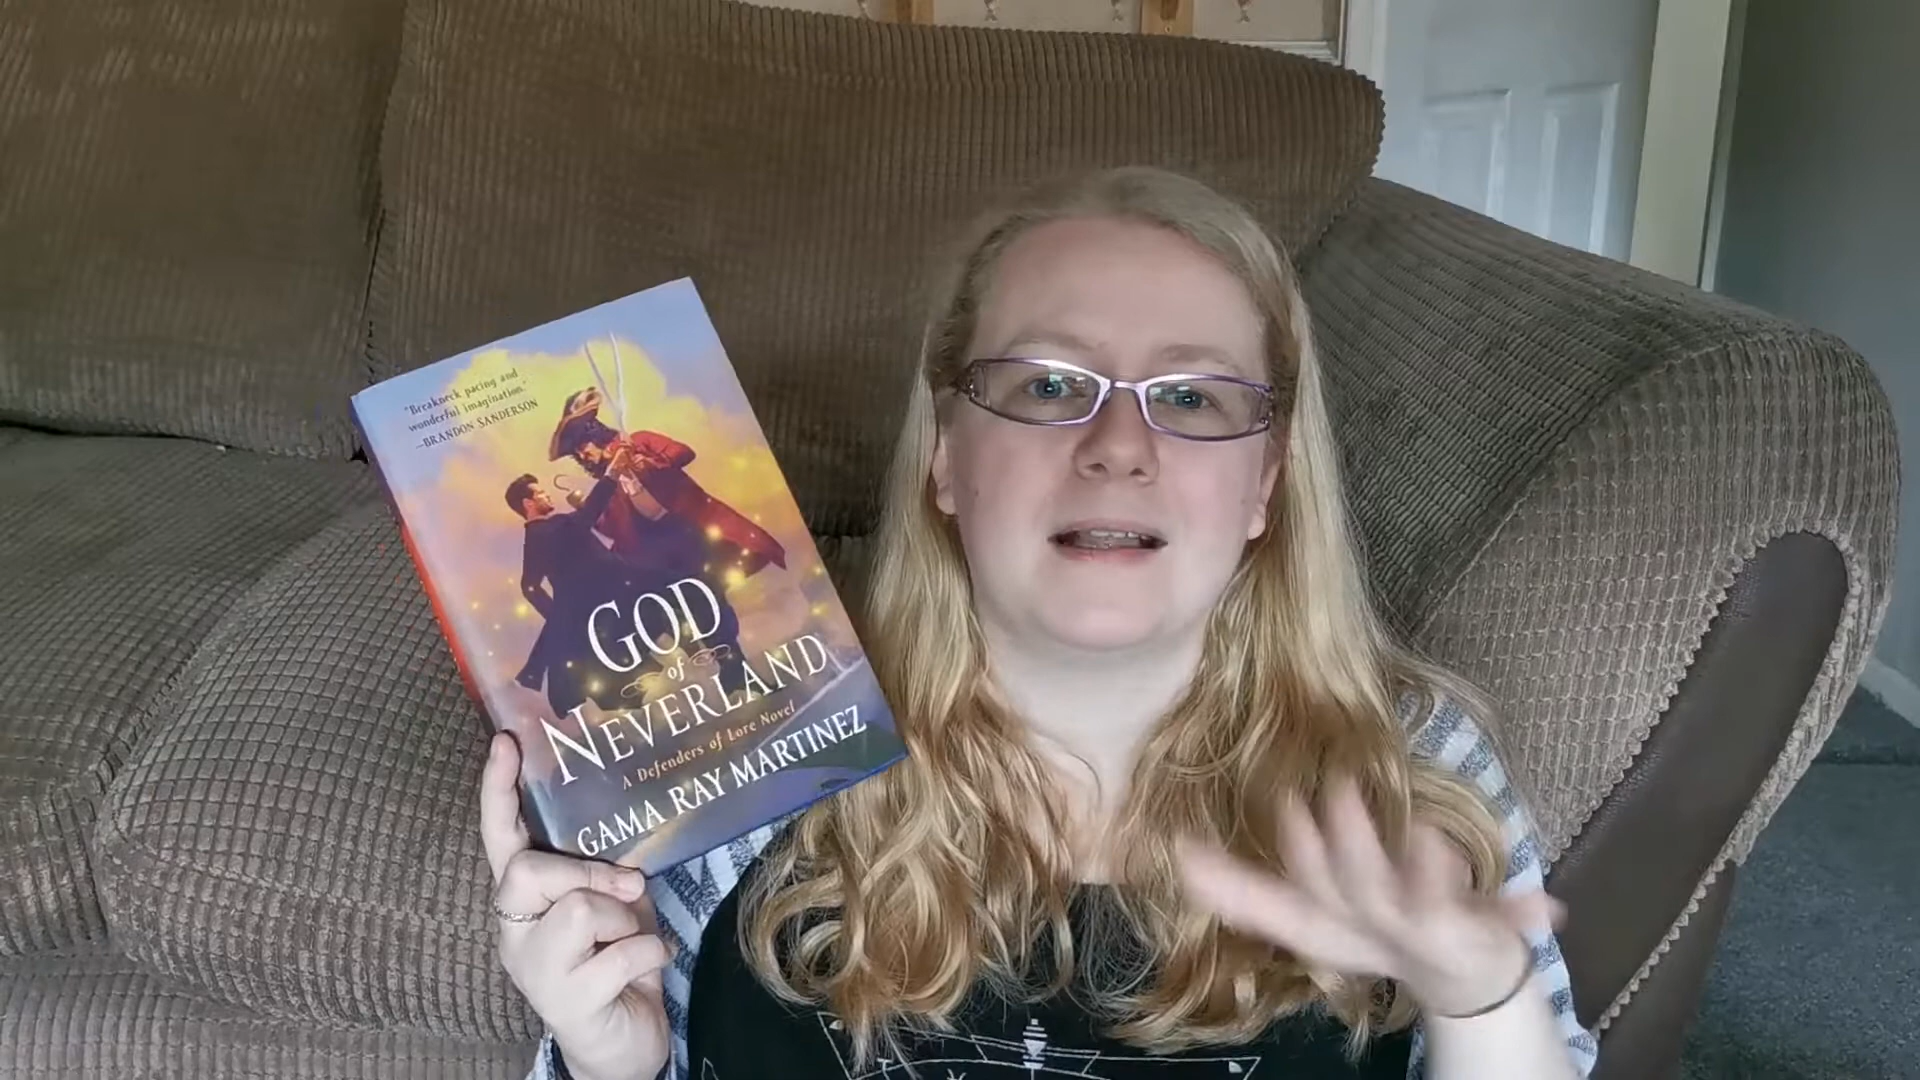 "Breakneck pacing and
wonderful imagination."
—BRANDON SANDERSON
GOD
of
NEVERLAND
A Defenders of Lore Novel
GAMA RAY MARTINEZ